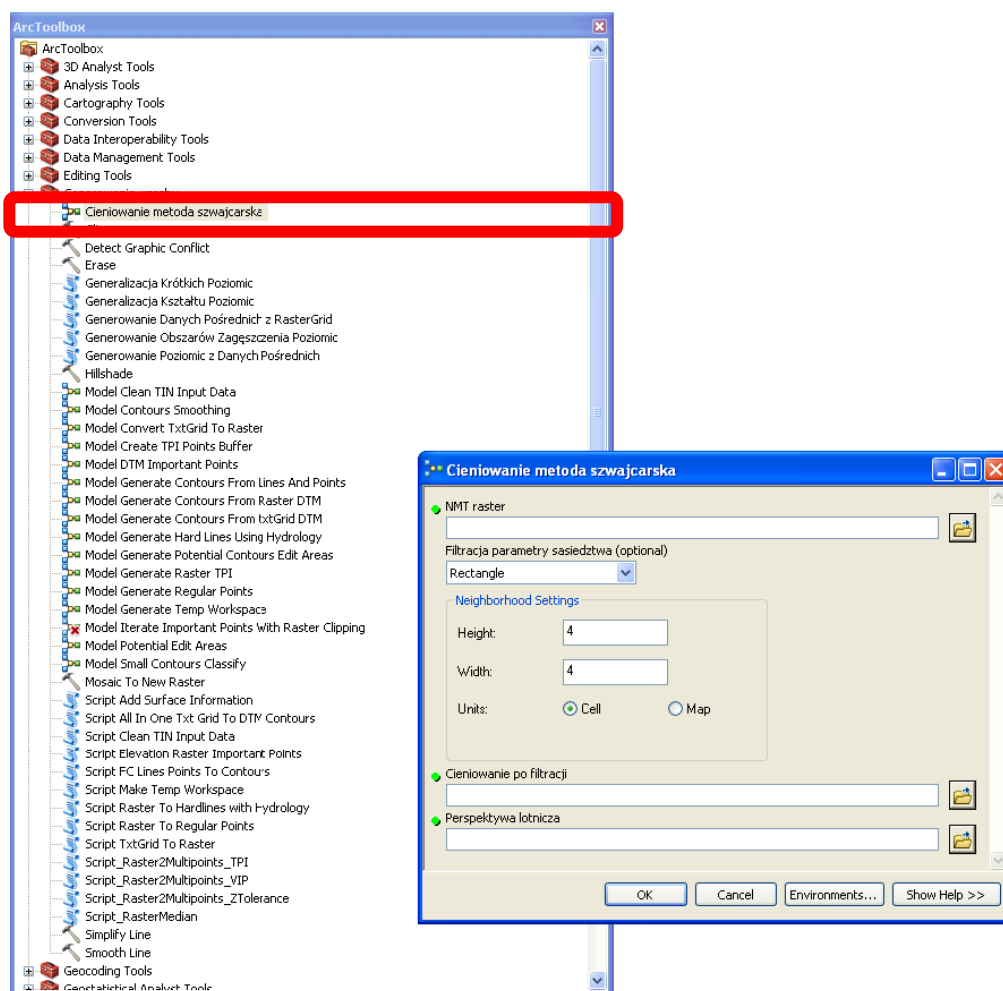 ArcToolbox
ArcToolbox
3D Analyst Tools
Analysis Tools
Cartography Tools
Conversion Tools
Data Interoperability Tools
Data Management Tools
Editing Tools
Cieniowanie metoda szwajcarska
Detect Graphic Conflict
Erase
Generalizacja Krótkich Poziomic
Generalizacja Kształtu Poziomic
Generowanie Danych Pośrednich z RasterGrid
Generowanie Obszarów Zagęszczenia Poziomic
Generowanie Poziomic z Danych Pośrednich
Hillshade
Model Clean TIN Input Data
Model Contours Smoothing
Model Convert TxtGrid To Raster
Model Create TPI Points Buffer
Model DTM Important Points
Model Generate Contours From Lines And Points
Model Generate Contours From Raster DTM
Model Generate Contours From txtGrid DTM
Model Generate Hard Lines Using Hydrology
Model Generate Potential Contours Edit Areas
Model Generate Raster TPI
Model Generate Regular Points
Model Generate Temp Workspace
Model Iterate Important Points With Raster Clipping
Model Potential Edit Areas
Model Small Contours Classify
Mosaic To New Raster
Script Add Surface Information
Script All In One Txt Grid To DTM Contours
Script Clean TIN Input Data
Script Elevation Raster Important Points
Script FC Lines Points To Contours
Script Make Temp Workspace
Script Raster To Hardlines with Hydrology
Script Raster To Regular Points
Script TxtGrid To Raster
Script_Raster2Multipoints_TPI
Script_Raster2Multipoints_VIP
Script_Raster2Multipoints_ZTolerance
Script_RasterMedian
Simplify Line
Smooth Line
Geocoding Tools
Geostatistical Analyst Tools
Cieniowanie metoda szwajcarska
NMT raster
Filtracja parametry sasiedztwa (optional)
Rectangle
Neighborhood Settings
Height: 4
Width: 4
Units: Cell Map
Cieniowanie po filtracji
Perspektywa lotnicza
OK Cancel Environments... Show Help >>